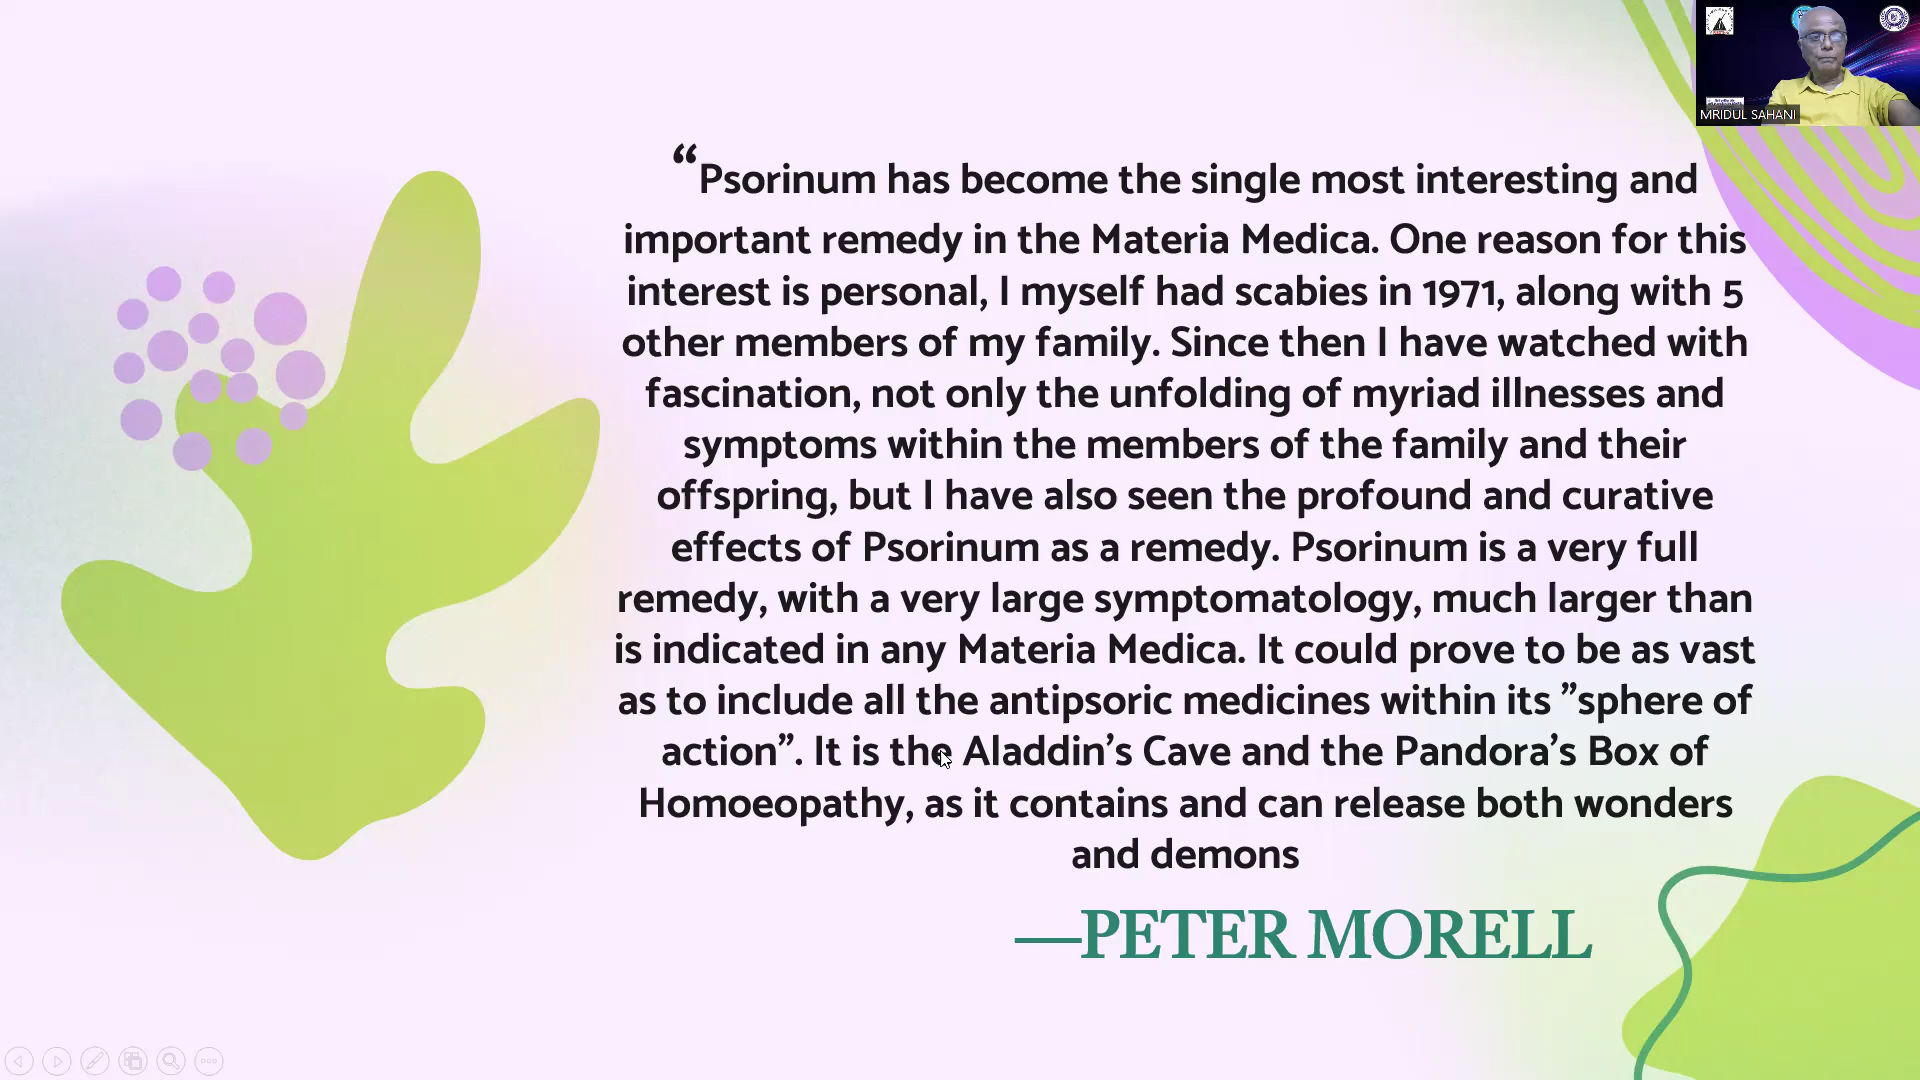 MRIDUL SAHANI
“Psorinum has become the single most interesting and
important remedy in the Materia Medica. One reason for this
interest is personal, I myself had scabies in 1971, along with 5
other members of my family. Since then I have watched with
fascination, not only the unfolding of myriad illnesses and
symptoms within the members of the family and their
offspring, but I have also seen the profound and curative
effects of Psorinum as a remedy. Psorinum is a very full
remedy, with a very large symptomatology, much larger than
is indicated in any Materia Medica. It could prove to be as vast
as to include all the antipsoric medicines within its ”sphere of
action”. It is the Aladdin’s Cave and the Pandora’s Box of
Homoeopathy, as it contains and can release both wonders
and demons
—PETER MORELL